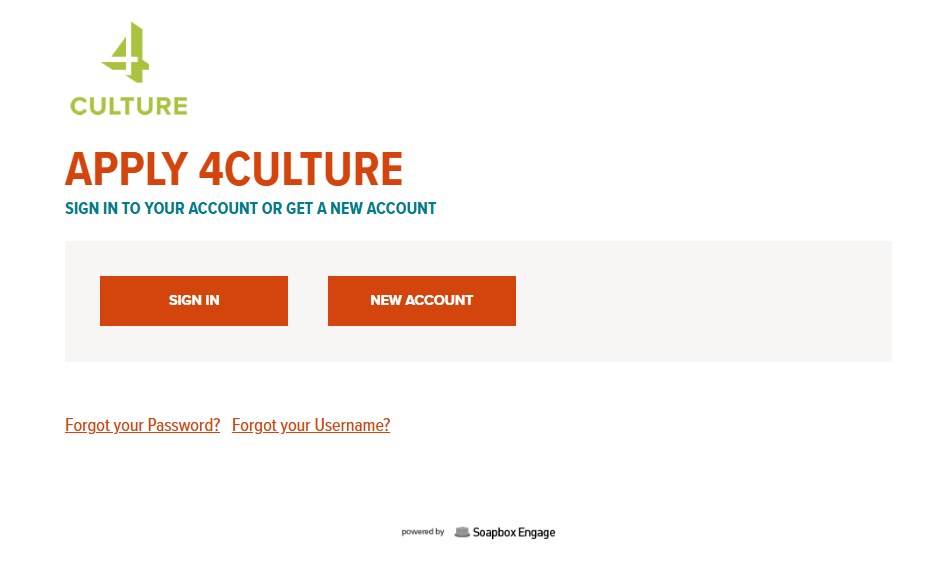 4
CULTURE
APPLY 4CULTURE
SIGN IN TO YOUR ACCOUNT OR GET A NEW ACCOUNT
SIGN IN NEW ACCOUNT
Forgot your Password? Forgot your Username?
powered by Soapbox Engage